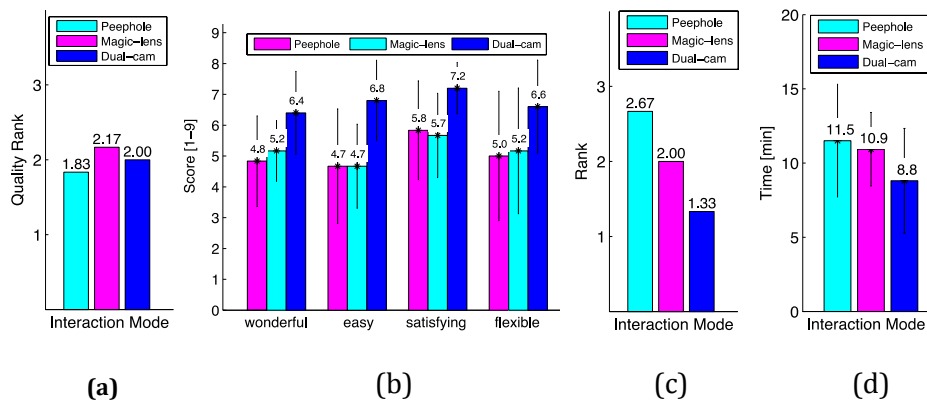 Peephole
Magic-lens
Dual-cam
Quality Rank
3
2
1
1.83
2.17
2.00
Interaction Mode
(a)
Peephole Magic-lens Dual-cam
Score [1-9]
9
8
7
6
5
4
3
2
1
0
4.8
5.2
6.4
4.7
4.7
6.8
5.8
5.7
7.2
5.0
5.2
6.6
wonderful easy satisfying flexible
(b)
Peephole
Magic-lens
Dual-cam
Rank
3
2
1
2.67
2.00
1.33
Interaction Mode
(c)
Peephole
Magic-lens
Dual-cam
Time [min]
20
15
10
5
0
11.5
10.9
8.8
Interaction Mode
(d)